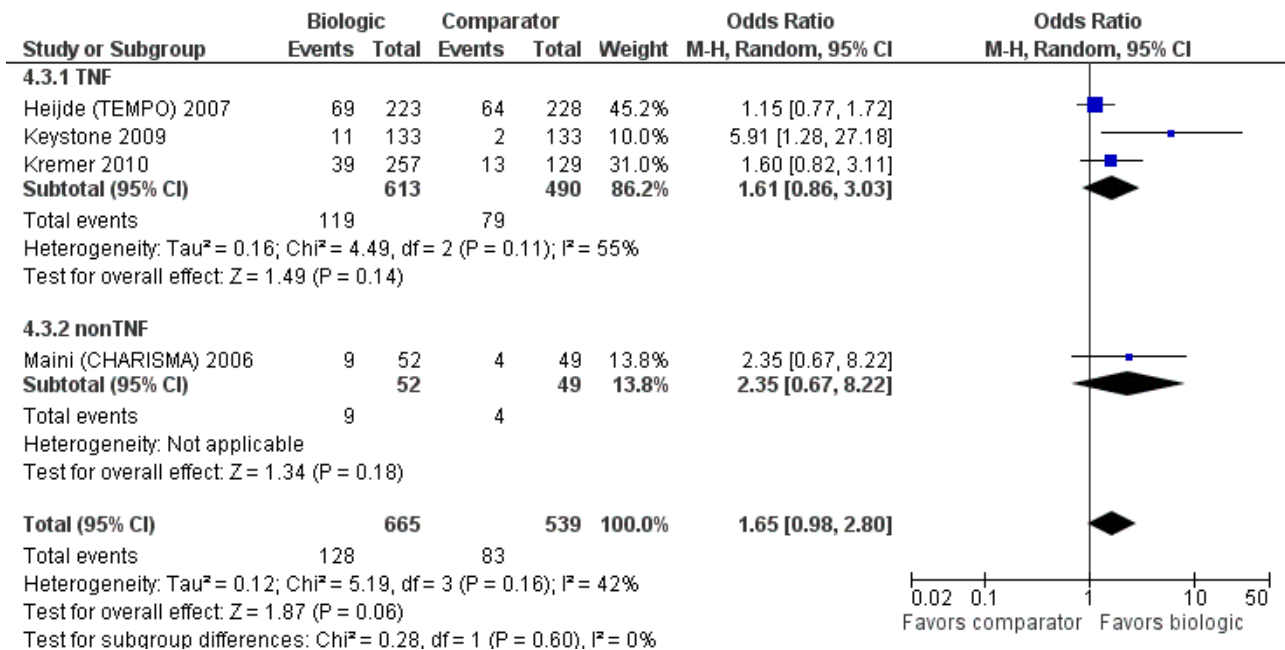 Biologic Comparator Odds Ratio Odds Ratio
Study or Subgroup Events Total Events Total Weight M-H, Random, 95% CI M-H, Random, 95% CI
4.3.1 TNF
Heijde (TEMPO) 2007 69 223 64 228 45.2% 1.15 [0.77, 1.72]
Keystone 2009 11 133 2 133 10.0% 5.91 [1.28, 27.18]
Kremer 2010 39 257 13 129 31.0% 1.60 [0.82, 3.11]
Subtotal (95% CI) 613 490 86.2% 1.61 [0.86, 3.03]
Total events 119 79
Heterogeneity: Tau² = 0.16; Chi² = 4.49, df = 2 (P = 0.11); I² = 55%
Test for overall effect: Z = 1.49 (P = 0.14)
4.3.2 nonTNF
Maini (CHARISMA) 2006 9 52 4 49 13.8% 2.35 [0.67, 8.22]
Subtotal (95% CI) 52 49 13.8% 2.35 [0.67, 8.22]
Total events 9 4
Heterogeneity: Not applicable
Test for overall effect: Z = 1.34 (P = 0.18)
Total (95% CI) 665 539 100.0% 1.65 [0.98, 2.80]
Total events 128 83
Heterogeneity: Tau² = 0.12; Chi² = 5.19, df = 3 (P = 0.16); I² = 42%
Test for overall effect: Z = 1.87 (P = 0.06)
Test for subgroup differences: Chi² = 0.28, df = 1 (P = 0.60), I² = 0%
0.02 0.1 1 10 50
Favors comparator Favors biologic